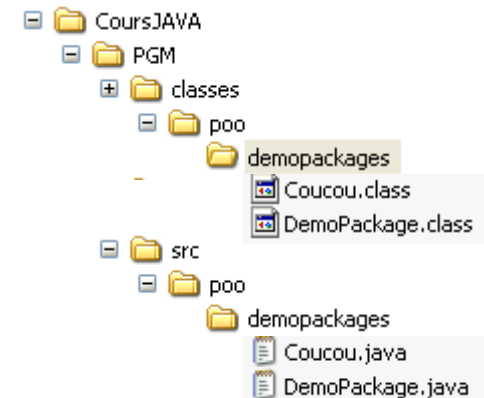 CoursJAVA
PGM
classes
poo
demopackages
Coucou.class
DemoPackage.class
src
poo
demopackages
Coucou.java
DemoPackage.java